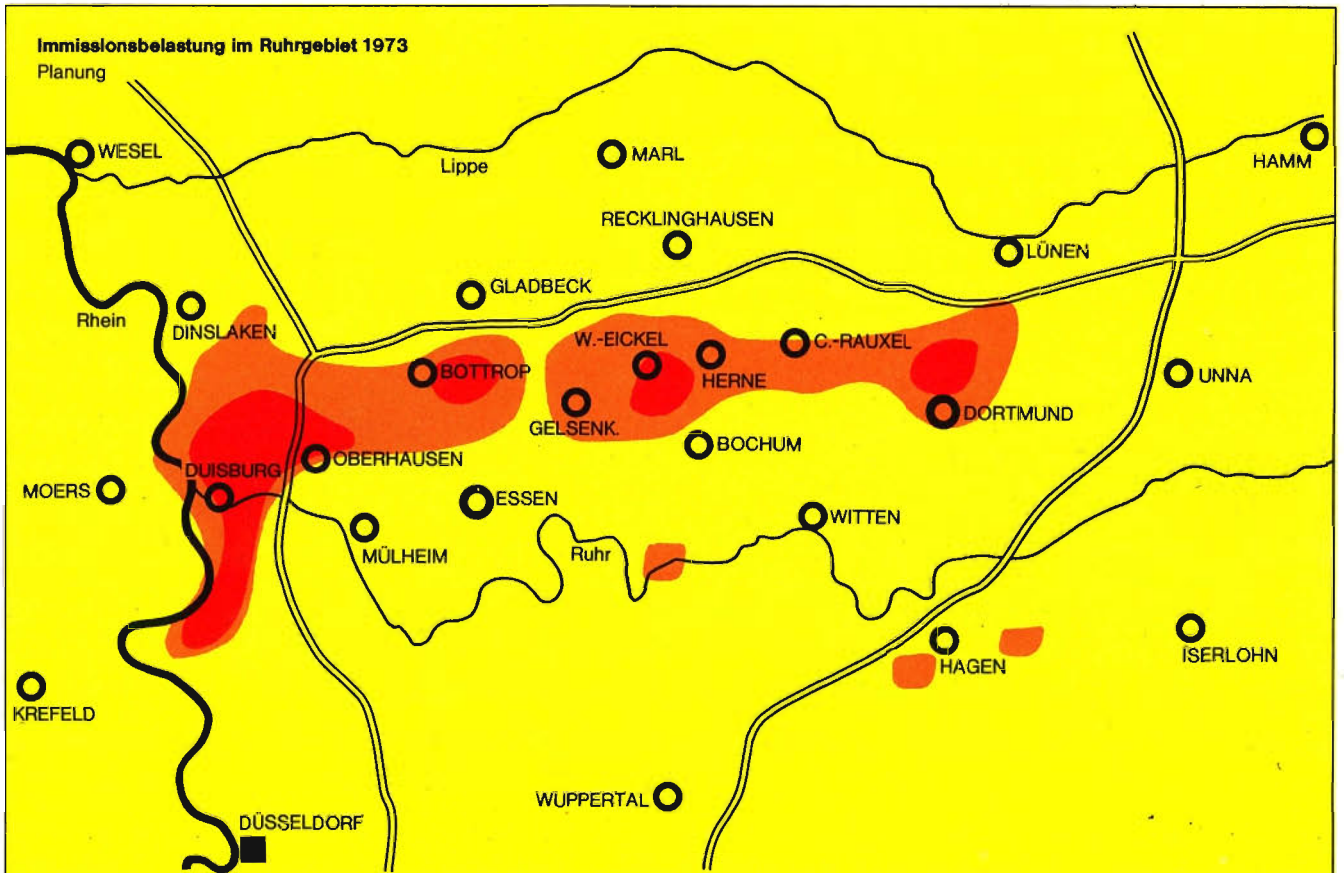 Immissionsbelastung im Ruhrgebiet 1973
Planung
WESEL
Lippe
MARL
HAMM
RECKLINGHAUSEN
LÜNEN
GLADBECK
Rhein
DINSLAKEN
W.-EICKEL
C.-RAUXEL
BOTTROP
HERNE
UNNA
GELSENK.
DORTMUND
BOCHUM
OBERHAUSEN
DUISBURG
MOERS
ESSEN
WITTEN
MÜLHEIM
Ruhr
HAGEN
ISERLOHN
KREFELD
WUPPERTAL
DÜSSELDORF